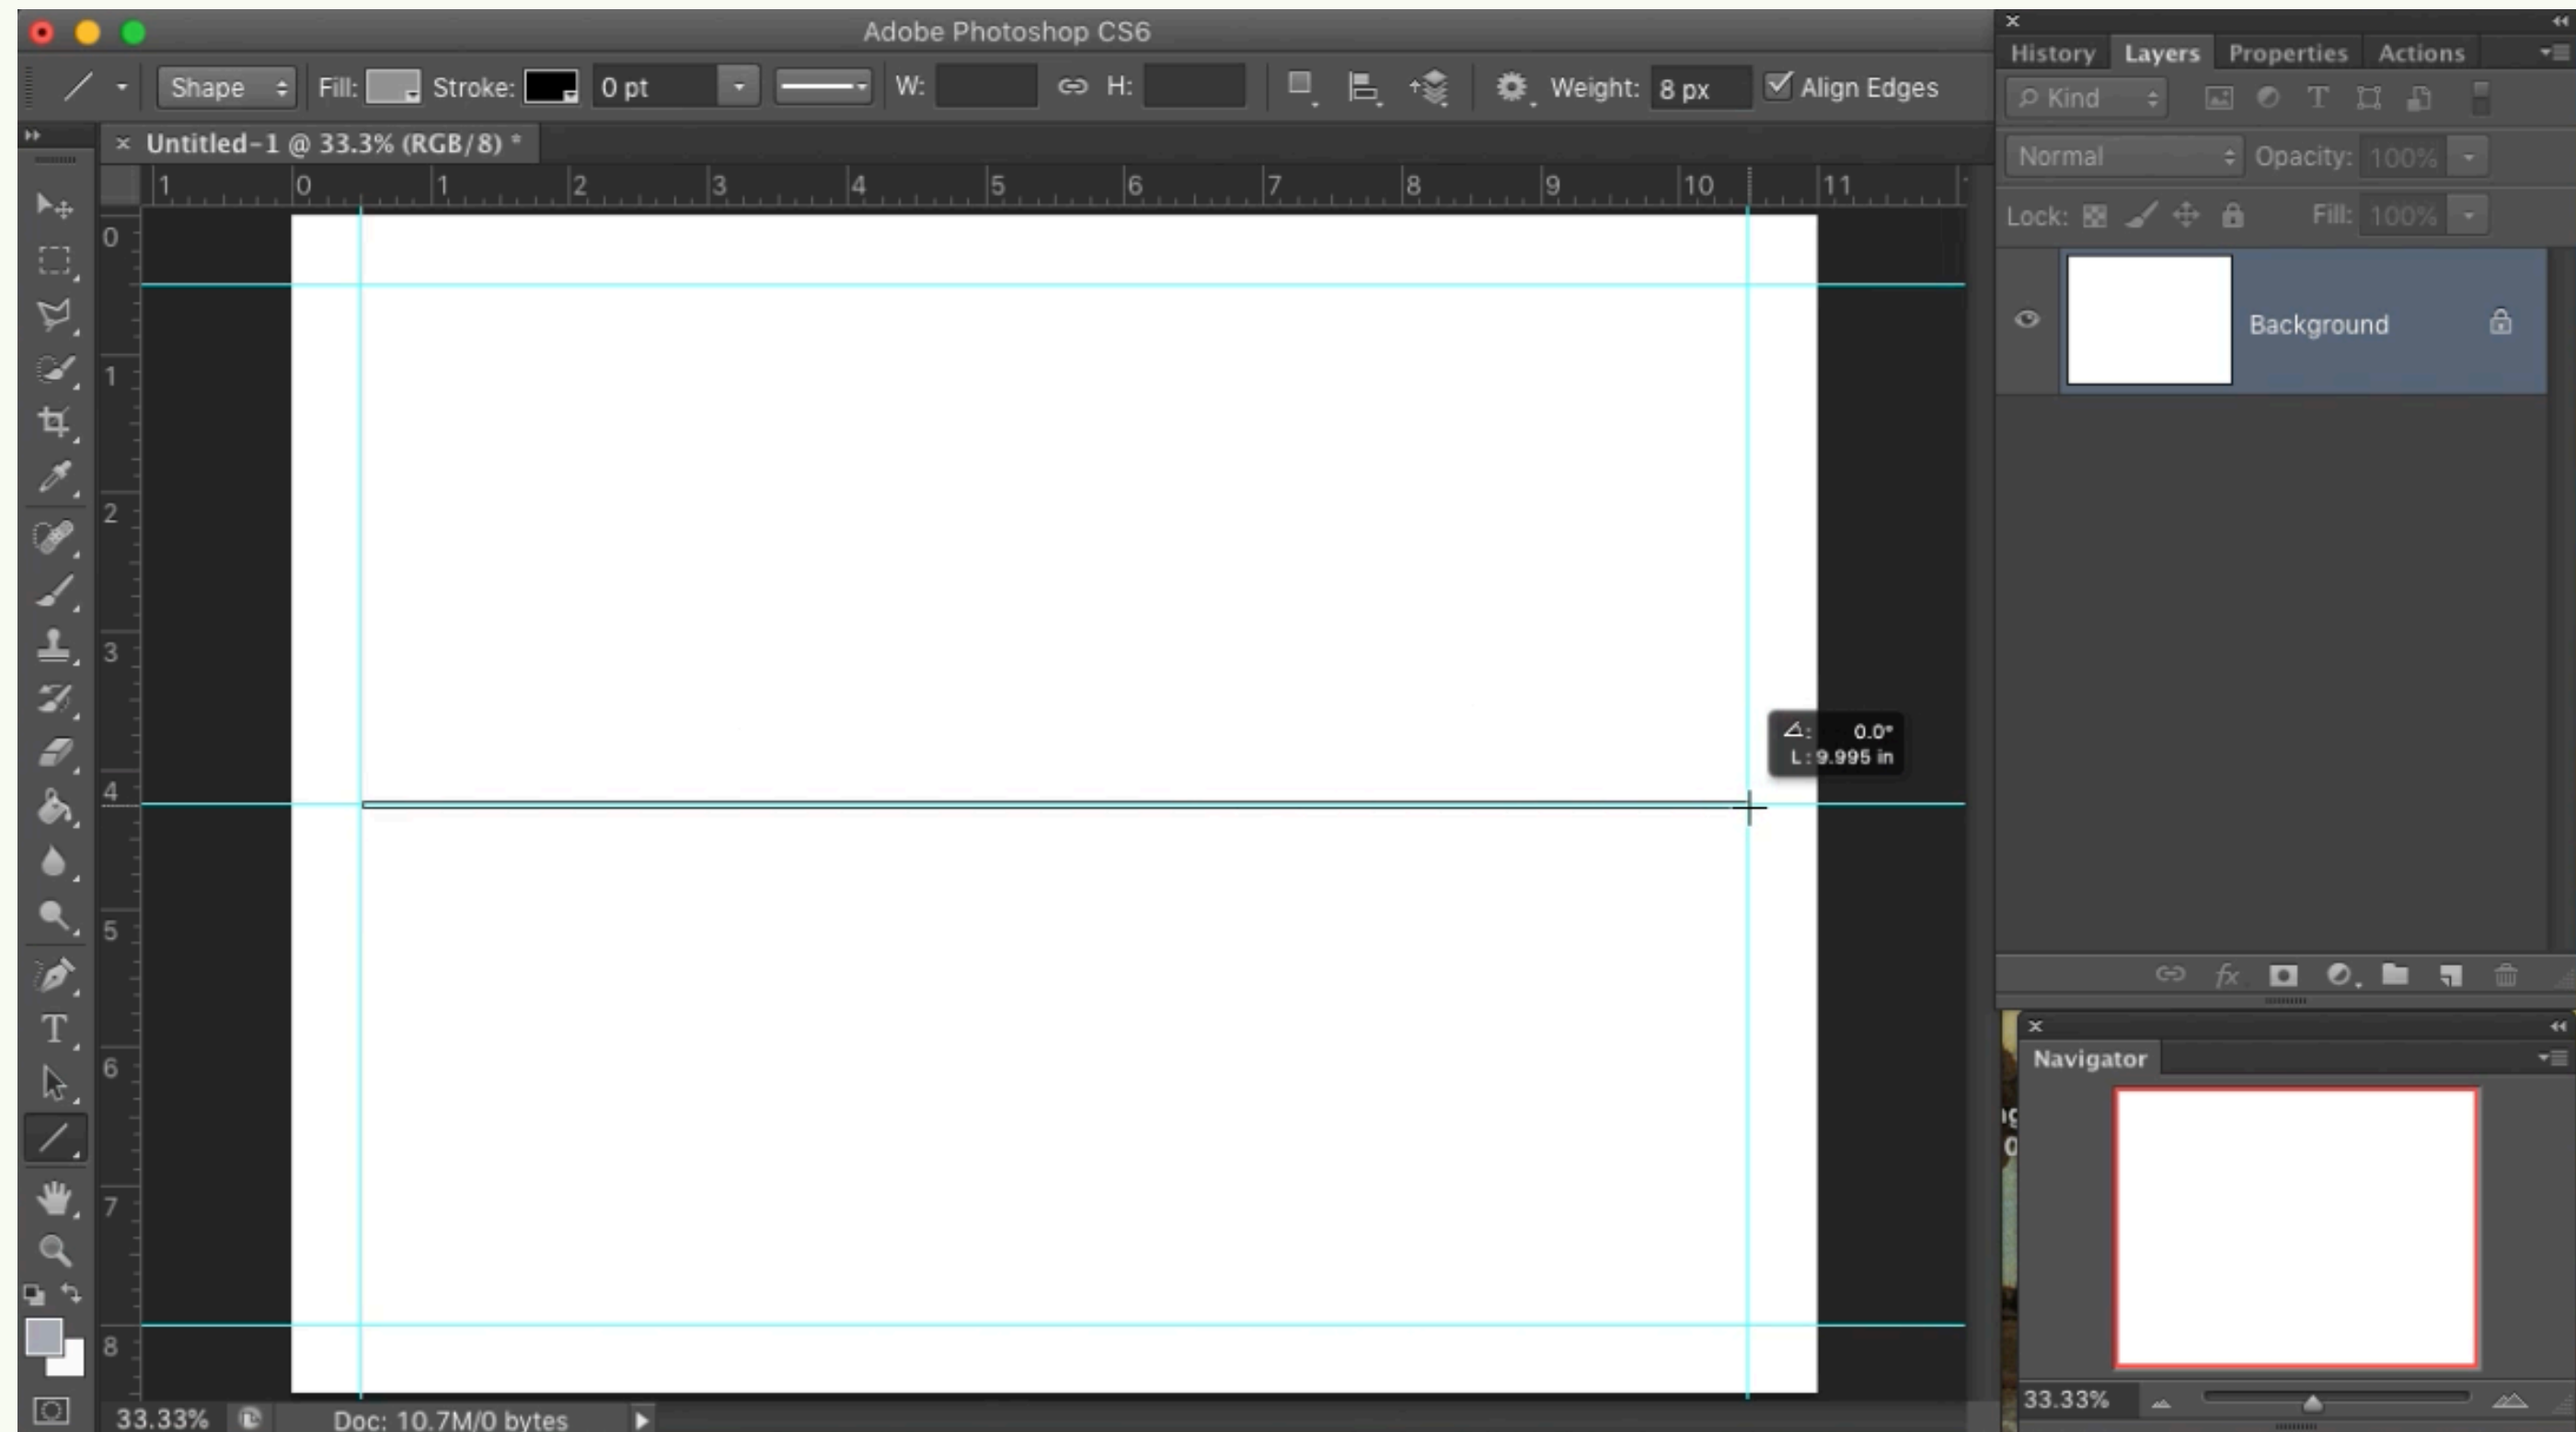 Adobe Photoshop CS6
Shape Fill: Stroke: 0 pt W: H: Weight: 8 px Align Edges
Untitled-1 @ 33.3% (RGB/8) *
1 0 1 2 3 4 5 6 7 8 9 10 11
0
1
2
3
4
5
6
7
8
0.0°
L: 9.995 in
33.33% Doc: 10.7M/0 bytes
History Layers Properties Actions
Kind
Normal Opacity: 100%
Lock: Fill: 100%
Background
fx
Navigator
33.33%